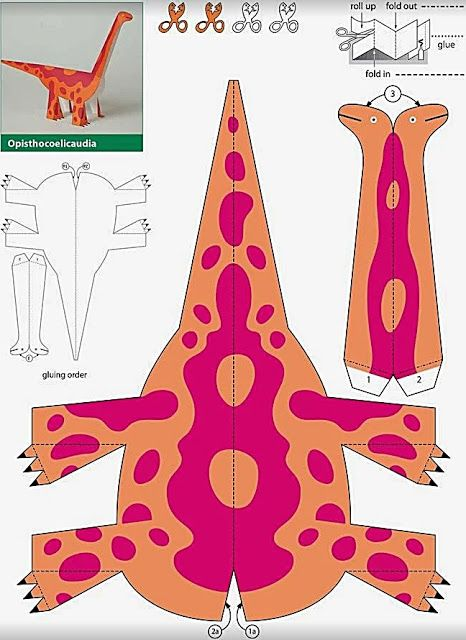 roll up
fold out
glue
fold in
Opisthocoelicaudia
3
1
2
gluing order
2a
1a